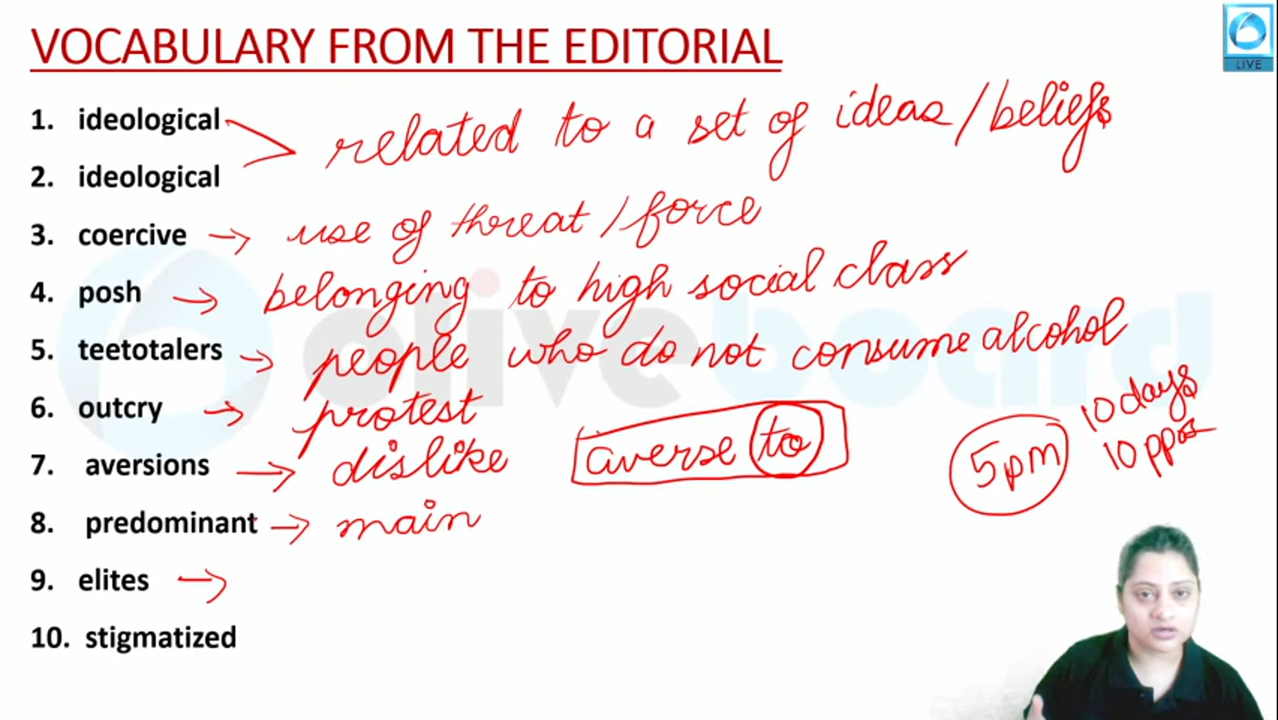 VOCABULARY FROM THE EDITORIAL
LIVE
1. ideological
related to a set of ideas/beliefs
2. ideological
3. coercive → use of threat/force
4. posh → belonging to high social class
5. teetotalers → people who do not consume alcohol
6. outcry → protest
7. aversions → dislike
averse to
5pm
10 days
10
8. predominant → main
9. elites →
10. stigmatized
oliveboard